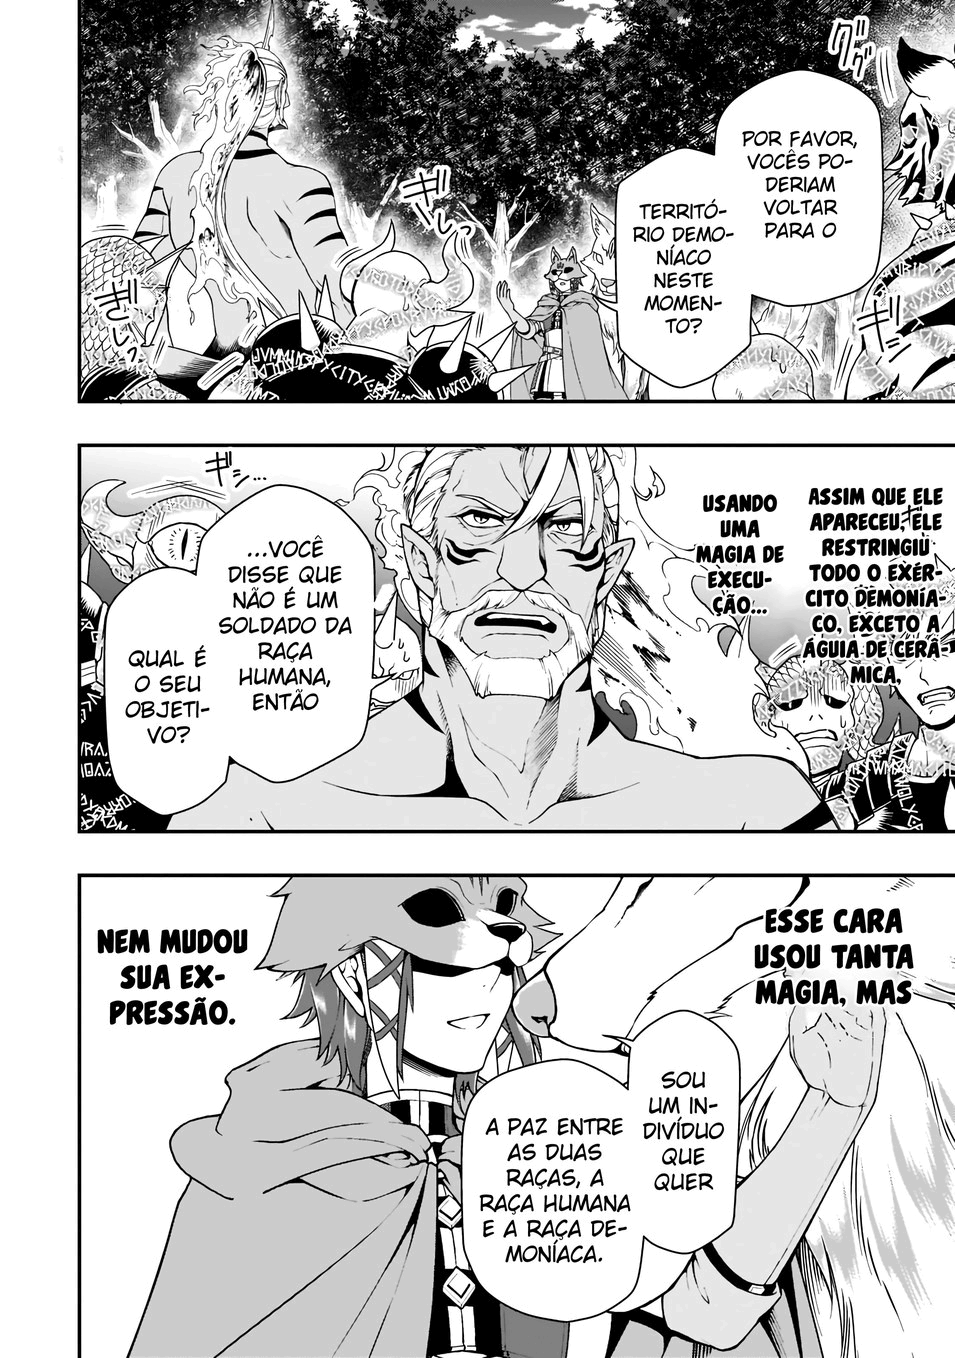 POR FAVOR,
VOCÊS PO-
DERIAM
VOLTAR
PARA O
TERRITÓ-
RIO DEMO-
NÍACO
NESTE
MOMEN-
TO?
ASSIM QUE ELE
APARECEU, ELE
RESTRINGIU
TODO O EXÉR-
CITO DEMONÍA-
CO, EXCETO A
ÁGUIA DE CERÂ-
MICA,
USANDO
UMA
MAGIA DE
EXECU-
ÇÃO...
...VOCÊ
DISSE QUE
NÃO É UM
SOLDADO DA
RAÇA
HUMANA,
ENTÃO
QUAL É
O SEU
OBJETI-
VO?
ESSE CARA
USOU TANTA
MAGIA, MAS
NEM MUDOU
SUA EX-
PRESSÃO.
SOU
UM IN-
DIVÍDUO
QUE
QUER
A PAZ ENTRE
AS DUAS
RAÇAS, A
RAÇA HUMANA
E A RAÇA DE-
MONÍACA.